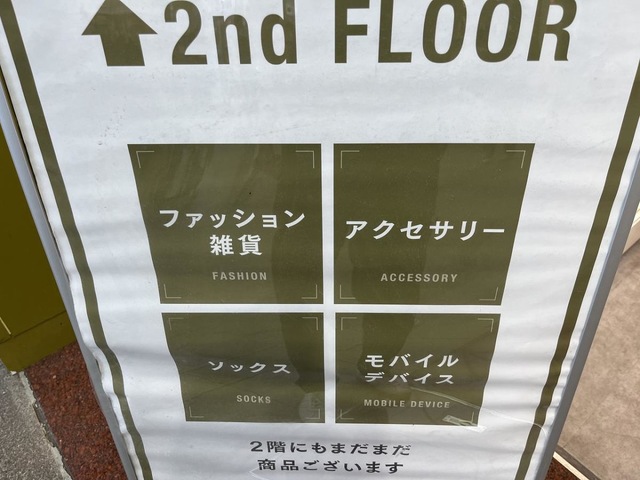 2nd FLOOR
ファッション
雑貨
FASHION
アクセサリー
ACCESSORY
ソックス
SOCKS
モバイル
デバイス
MOBILE DEVICE
2階にもまだまだ
商品ございます